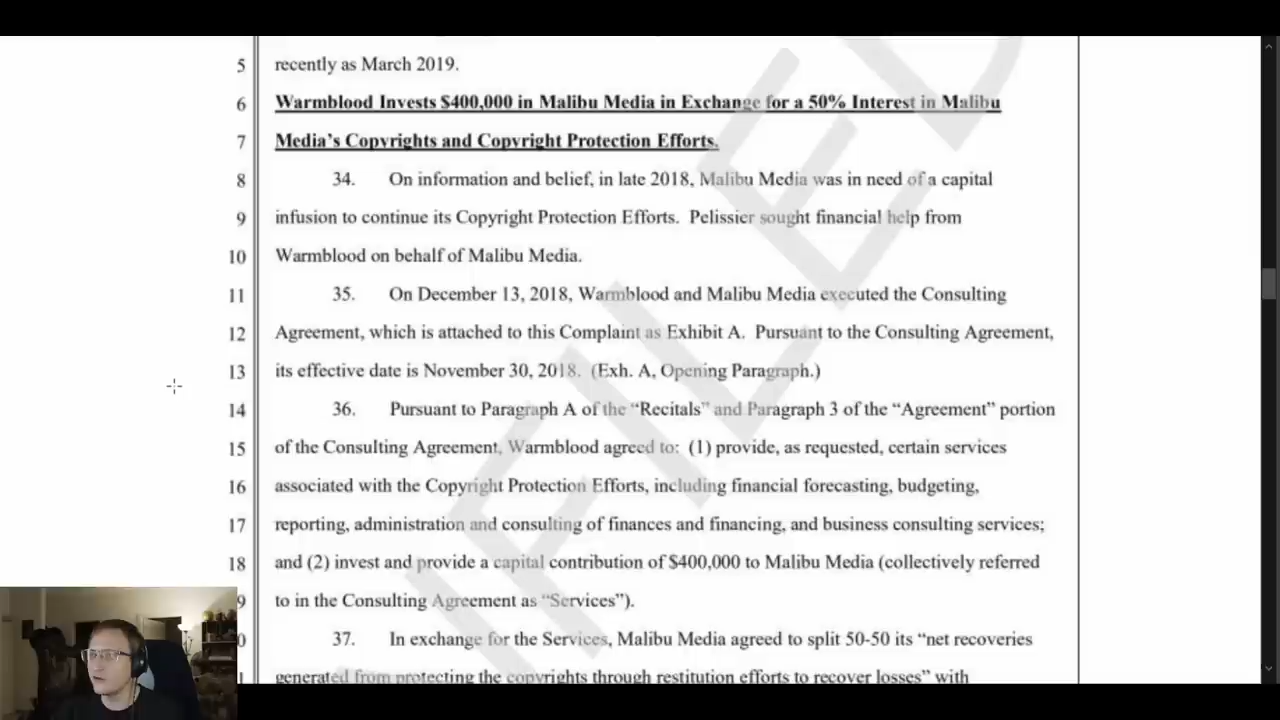 5 recently as March 2019.
6 Warmblood Invests $400,000 in Malibu Media in Exchange for a 50% Interest in Malibu
7 Media's Copyrights and Copyright Protection Efforts.
8 34. On information and belief, in late 2018, Malibu Media was in need of a capital
9 infusion to continue its Copyright Protection Efforts. Pelissier sought financial help from
10 Warmblood on behalf of Malibu Media.
11 35. On December 13, 2018, Warmblood and Malibu Media executed the Consulting
12 Agreement, which is attached to this Complaint as Exhibit A. Pursuant to the Consulting Agreement,
13 its effective date is November 30, 2018. (Exh. A, Opening Paragraph.)
14 36. Pursuant to Paragraph A of the “Recitals” and Paragraph 3 of the “Agreement” portion
15 of the Consulting Agreement, Warmblood agreed to: (1) provide, as requested, certain services
16 associated with the Copyright Protection Efforts, including financial forecasting, budgeting,
17 reporting, administration and consulting of finances and financing, and business consulting services;
18 and (2) invest and provide a capital contribution of $400,000 to Malibu Media (collectively referred
9 to in the Consulting Agreement as “Services”).
0 37. In exchange for the Services, Malibu Media agreed to split 50-50 its “net recoveries
1 generated from protecting the copyrights through restitution efforts to recover losses” with